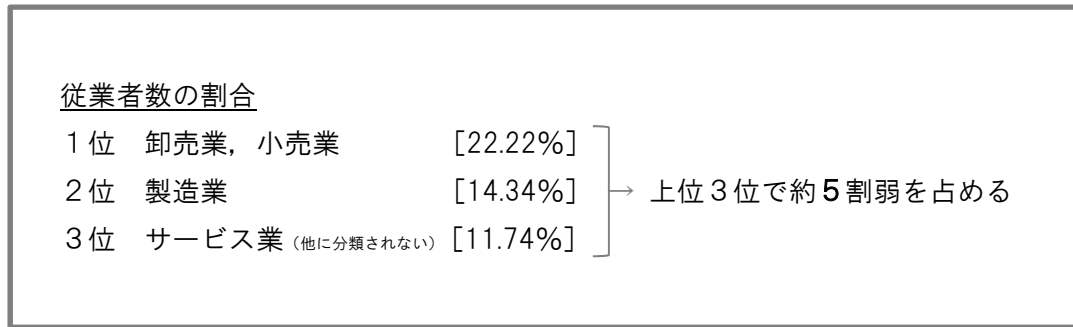 従業者数の割合
1位 卸売業，小売業 [22.22%]
2位 製造業 [14.34%] → 上位3位で約5割弱を占める
3位 サービス業（他に分類されない） [11.74%]